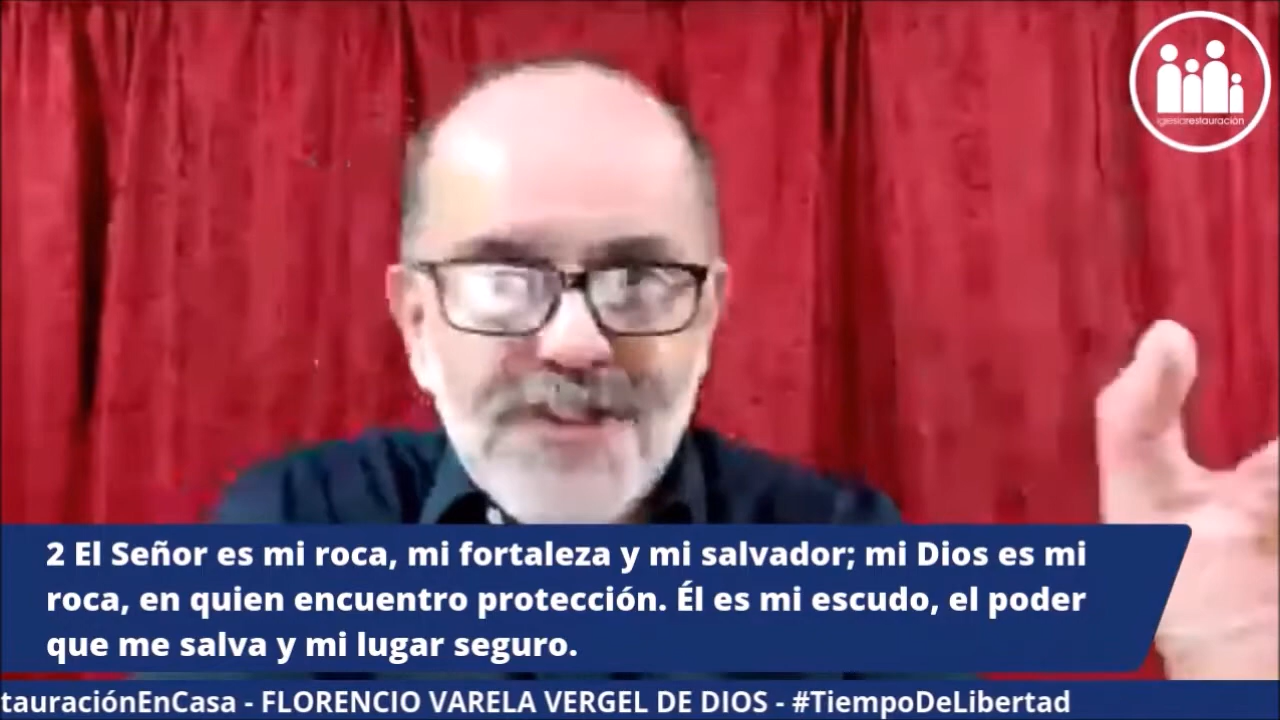 iglesiarestauración
2 El Señor es mi roca, mi fortaleza y mi salvador; mi Dios es mi
roca, en quien encuentro protección. Él es mi escudo, el poder
que me salva y mi lugar seguro.
tauraciónEnCasa - FLORENCIO VARELA VERGEL DE DIOS - #TiempoDeLibertad